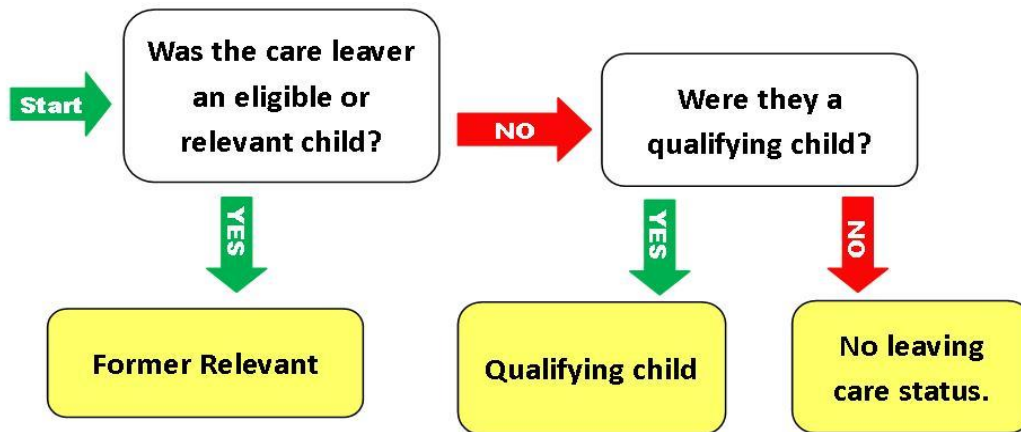 Start
Was the care leaver
an eligible or
relevant child?
NO
Were they a
qualifying child?
YES
YES
NO
Former Relevant
Qualifying child
No leaving
care status.